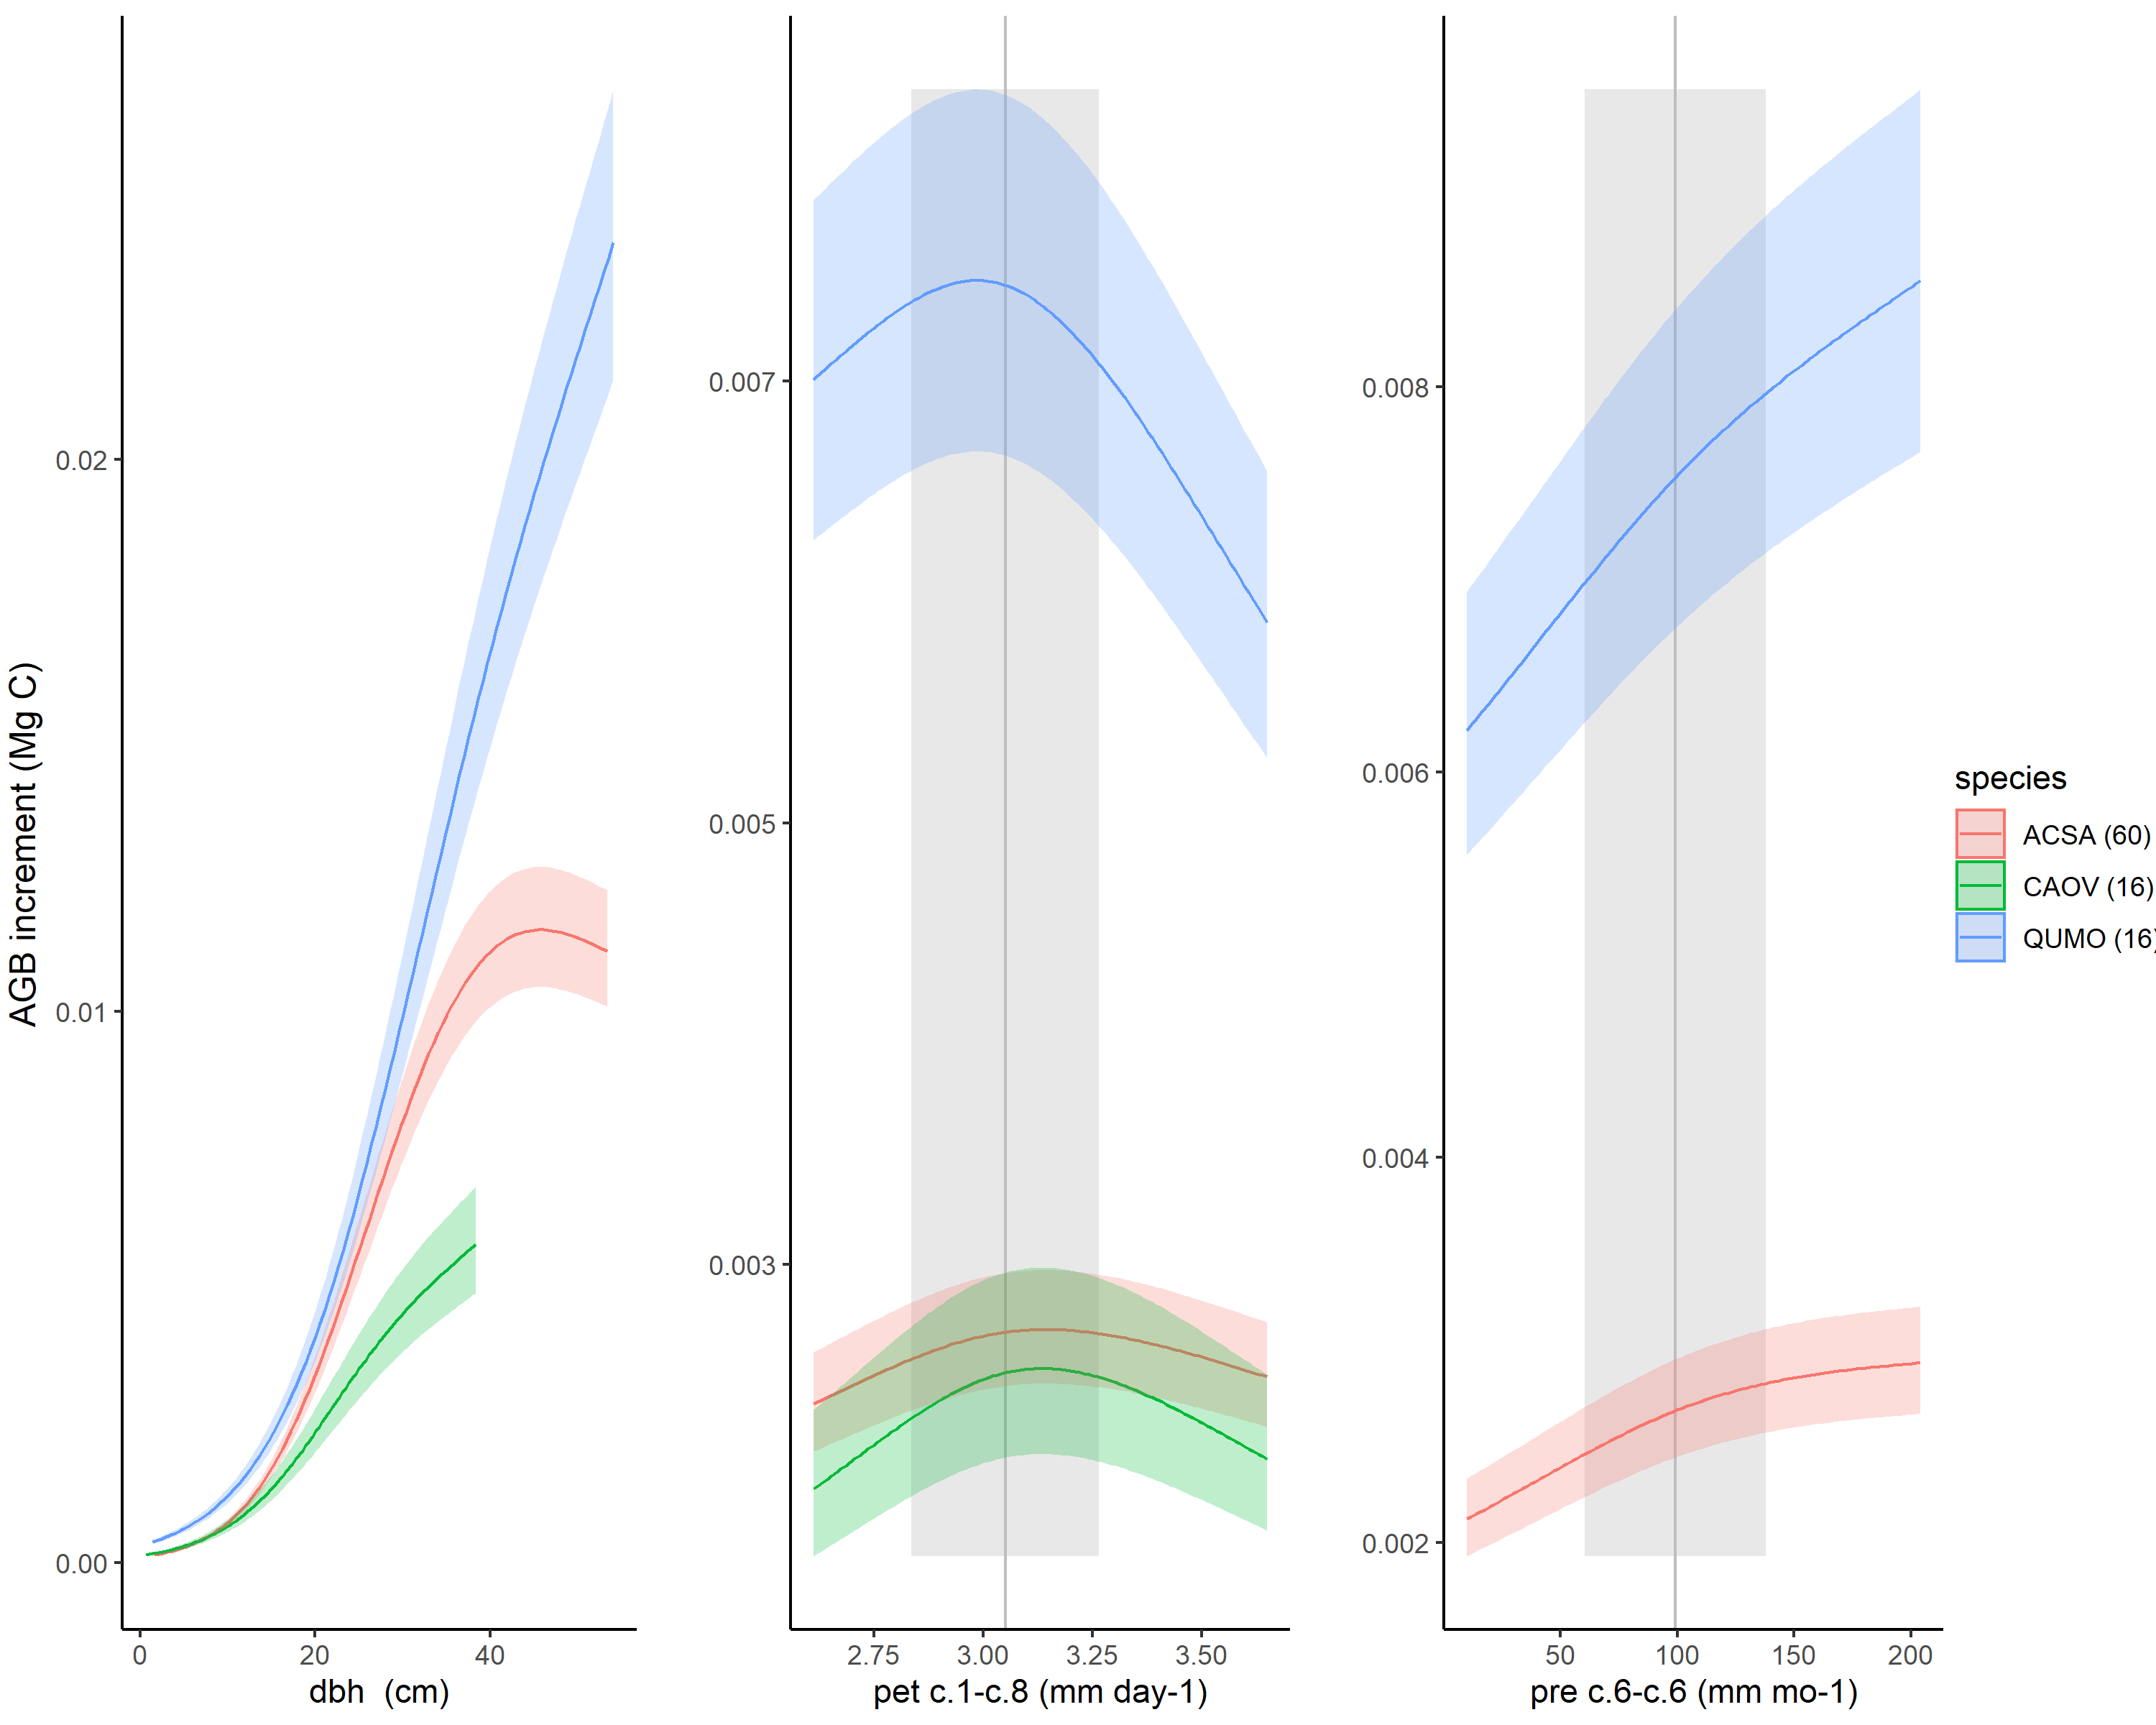 AGB increment (Mg C)
0.02
0.01
0.00
0 20 40
dbh (cm)
0.007
0.005
0.003
2.75 3.00 3.25 3.50
pet c.1-c.8 (mm day-1)
0.008
0.006
0.004
0.002
50 100 150 200
pre c.6-c.6 (mm mo-1)
species
ACSA (60)
CAOV (16)
QUMO (16)